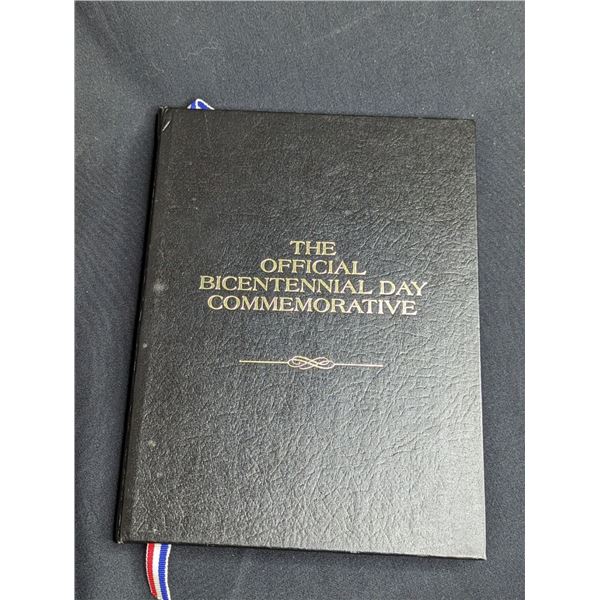 THE
OFFICIAL
BICENTENNIAL DAY
COMMEMORATIVE